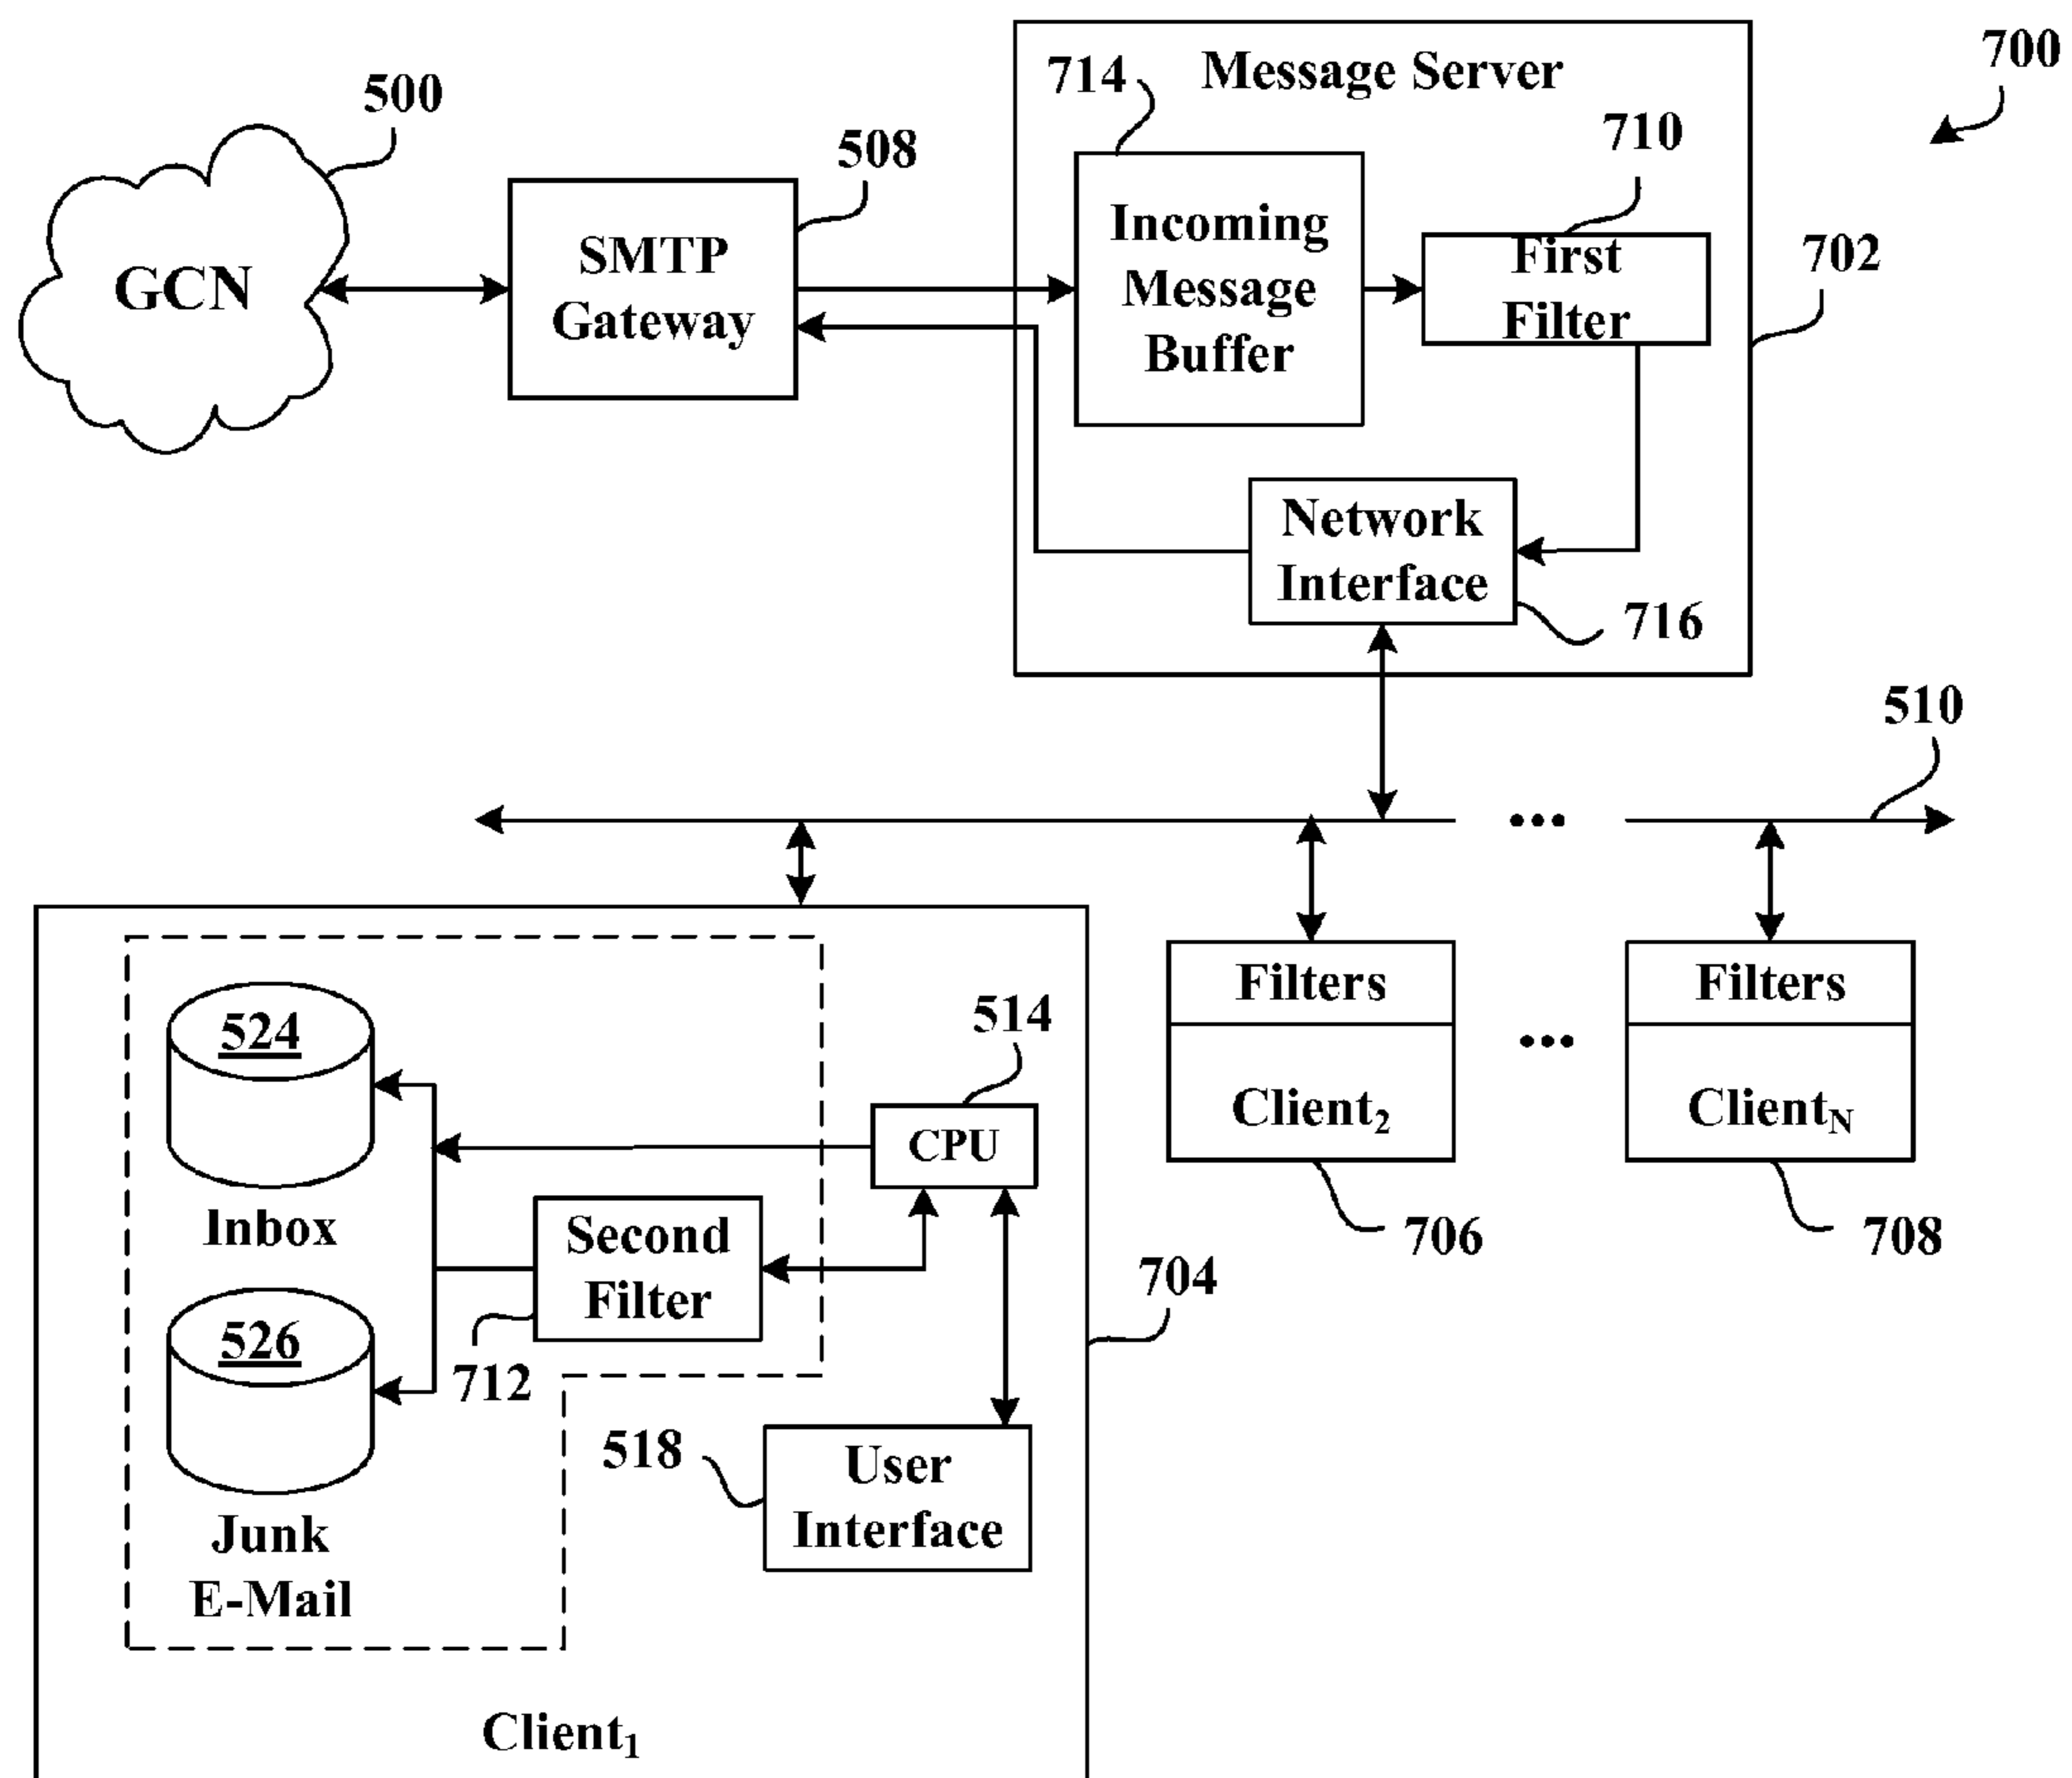 700
500
714
Message Server
508
710
GCN
SMTP
Gateway
Incoming
Message
Buffer
First
Filter
702
Network
Interface
716
510
...
524
514
Filters
Client2
Filters
ClientN
...
CPU
Inbox
Second
Filter
706
708
704
526
712
518
User
Interface
Junk
E-Mail
Client1